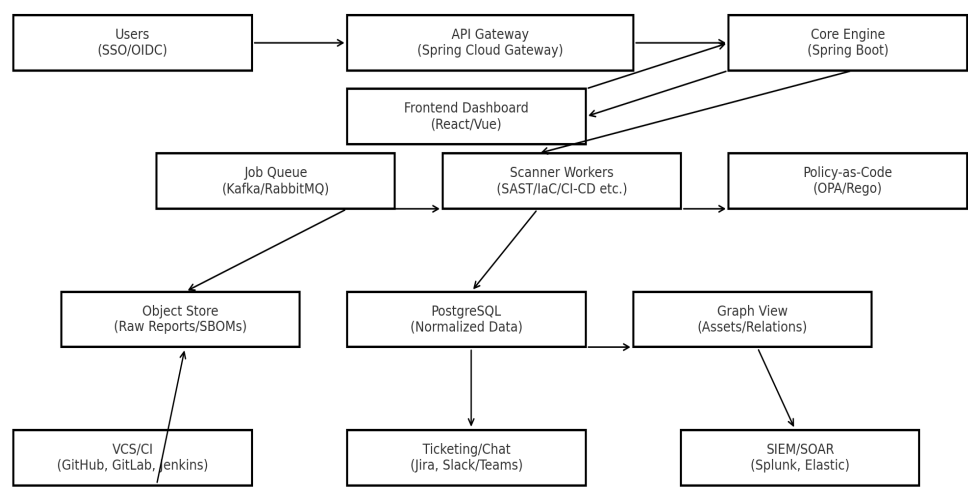 Users
(SSO/OIDC)
API Gateway
(Spring Cloud Gateway)
Core Engine
(Spring Boot)
Frontend Dashboard
(React/Vue)
Job Queue
(Kafka/RabbitMQ)
Scanner Workers
(SAST/IaC/CI-CD etc.)
Policy-as-Code
(OPA/Rego)
Object Store
(Raw Reports/SBOMs)
PostgreSQL
(Normalized Data)
Graph View
(Assets/Relations)
VCS/CI
(GitHub, GitLab, Jenkins)
Ticketing/Chat
(Jira, Slack/Teams)
SIEM/SOAR
(Splunk, Elastic)